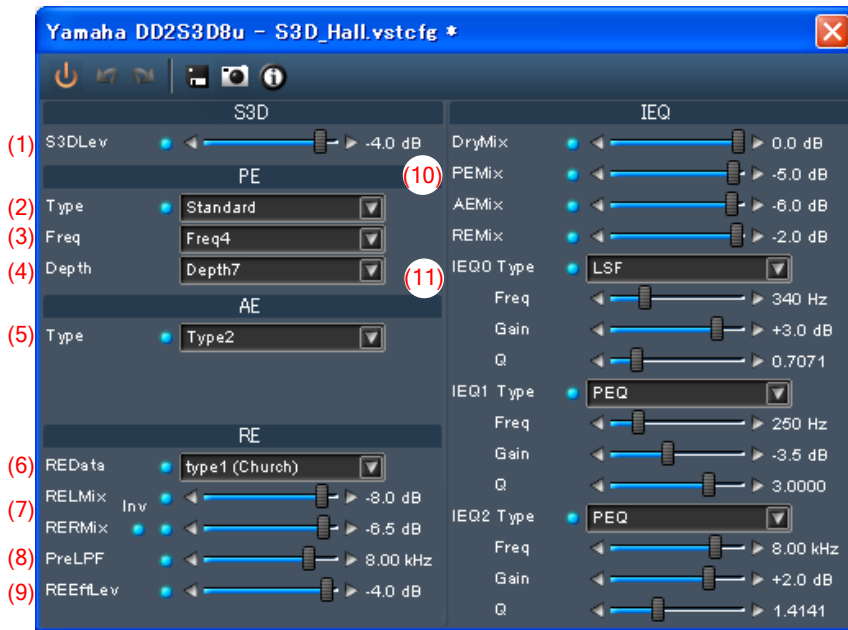 Yamaha DD2S3D8u - S3D_Hall.vstcfg *
S3D
(1) S3DLev -4.0 dB
PE
(2) Type Standard
(3) Freq Freq4
(4) Depth Depth7
AE
(5) Type Type2
RE
(6) REData type1 (Church)
(7) RELMix Inv -8.0 dB
RERMix -6.5 dB
(8) PreLPF 8.00 kHz
(9) REEffLev -4.0 dB
IEQ
DryMix 0.0 dB
(10) PEMix -5.0 dB
AEMix -6.0 dB
REMix -2.0 dB
(11) IEQ0 Type LSF
Freq 340 Hz
Gain +3.0 dB
Q 0.7071
IEQ1 Type PEQ
Freq 250 Hz
Gain -3.5 dB
Q 3.0000
IEQ2 Type PEQ
Freq 8.00 kHz
Gain +2.0 dB
Q 1.4141